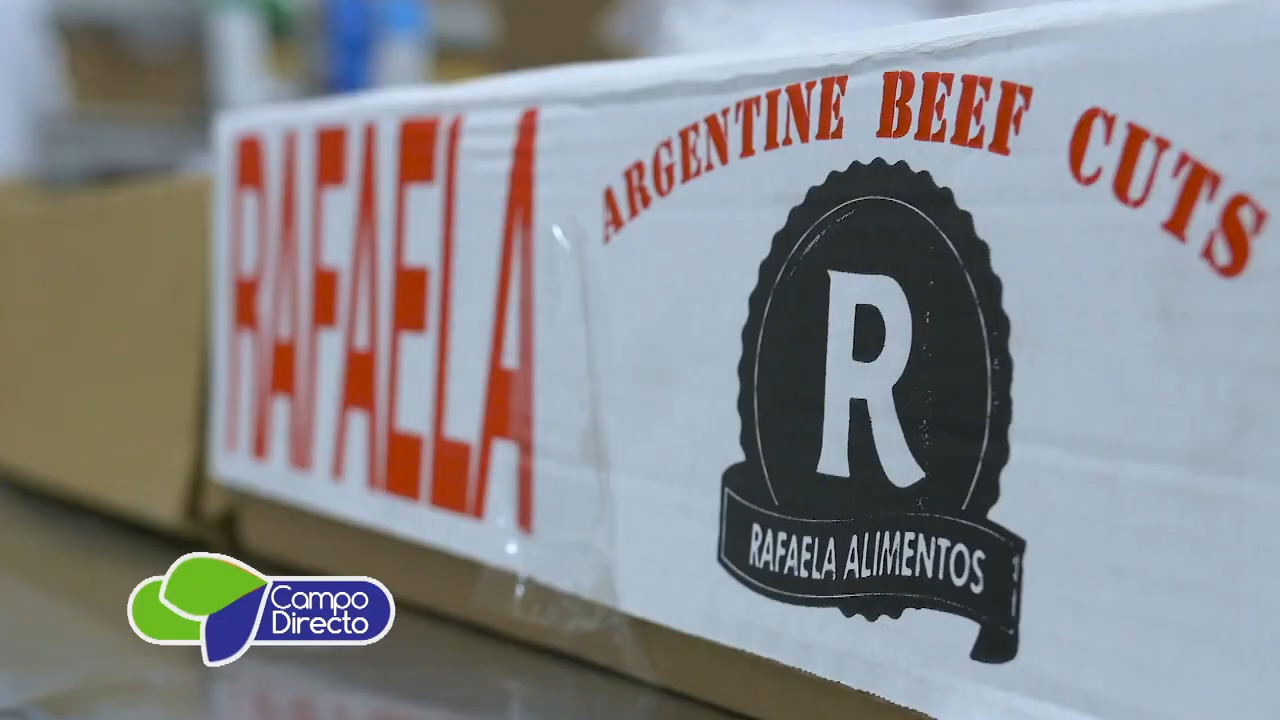 RAFAELA
ARGENTINE BEEF CUTS
R
RAFAELA ALIMENTOS
Campo
Directo